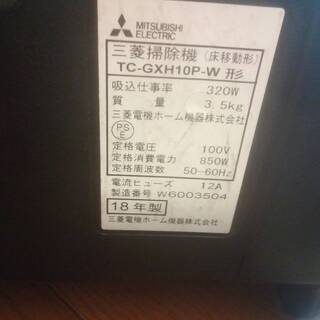 MITSUBISHI
ELECTRIC
三菱掃除機(床移動形)
TC-GXH10P-W 形
吸込仕事率 320W
質 量 3.5kg
三菱電機ホーム機器株式会社
PS
E
定格電圧 100V
定格消費電力 850W
定格周波数 50-60Hz
電流ヒューズ 12A
製造番号 W6003504
18年製
三菱電機ホーム機器株式会社